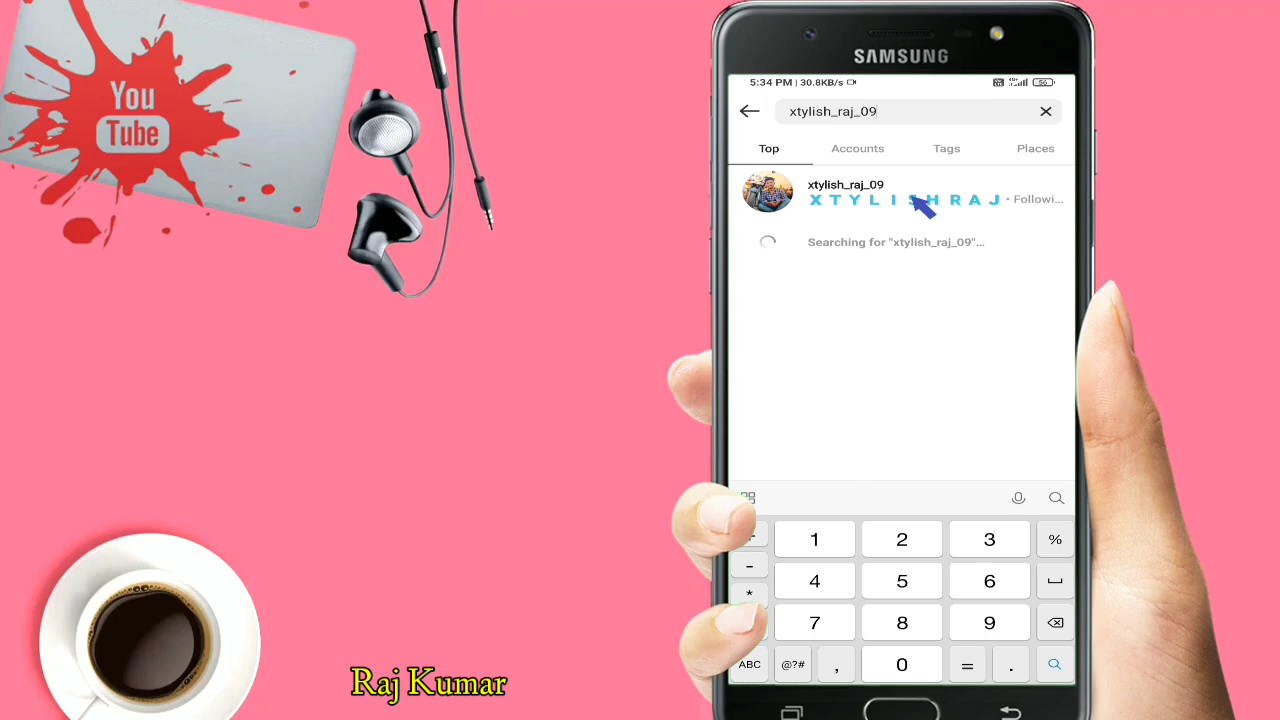 You
Tube
SAMSUNG
5:34 PM | 30.8KB/s
56
xtylish_raj_09
Top Accounts Tags Places
xtylish_raj_09
X T Y L I S H R A J • Followi...
Searching for "xtylish_raj_09"...
1 2 3 %
- 4 5 6
*
7 8 9
ABC @?# , 0 = .
Raj Kumar